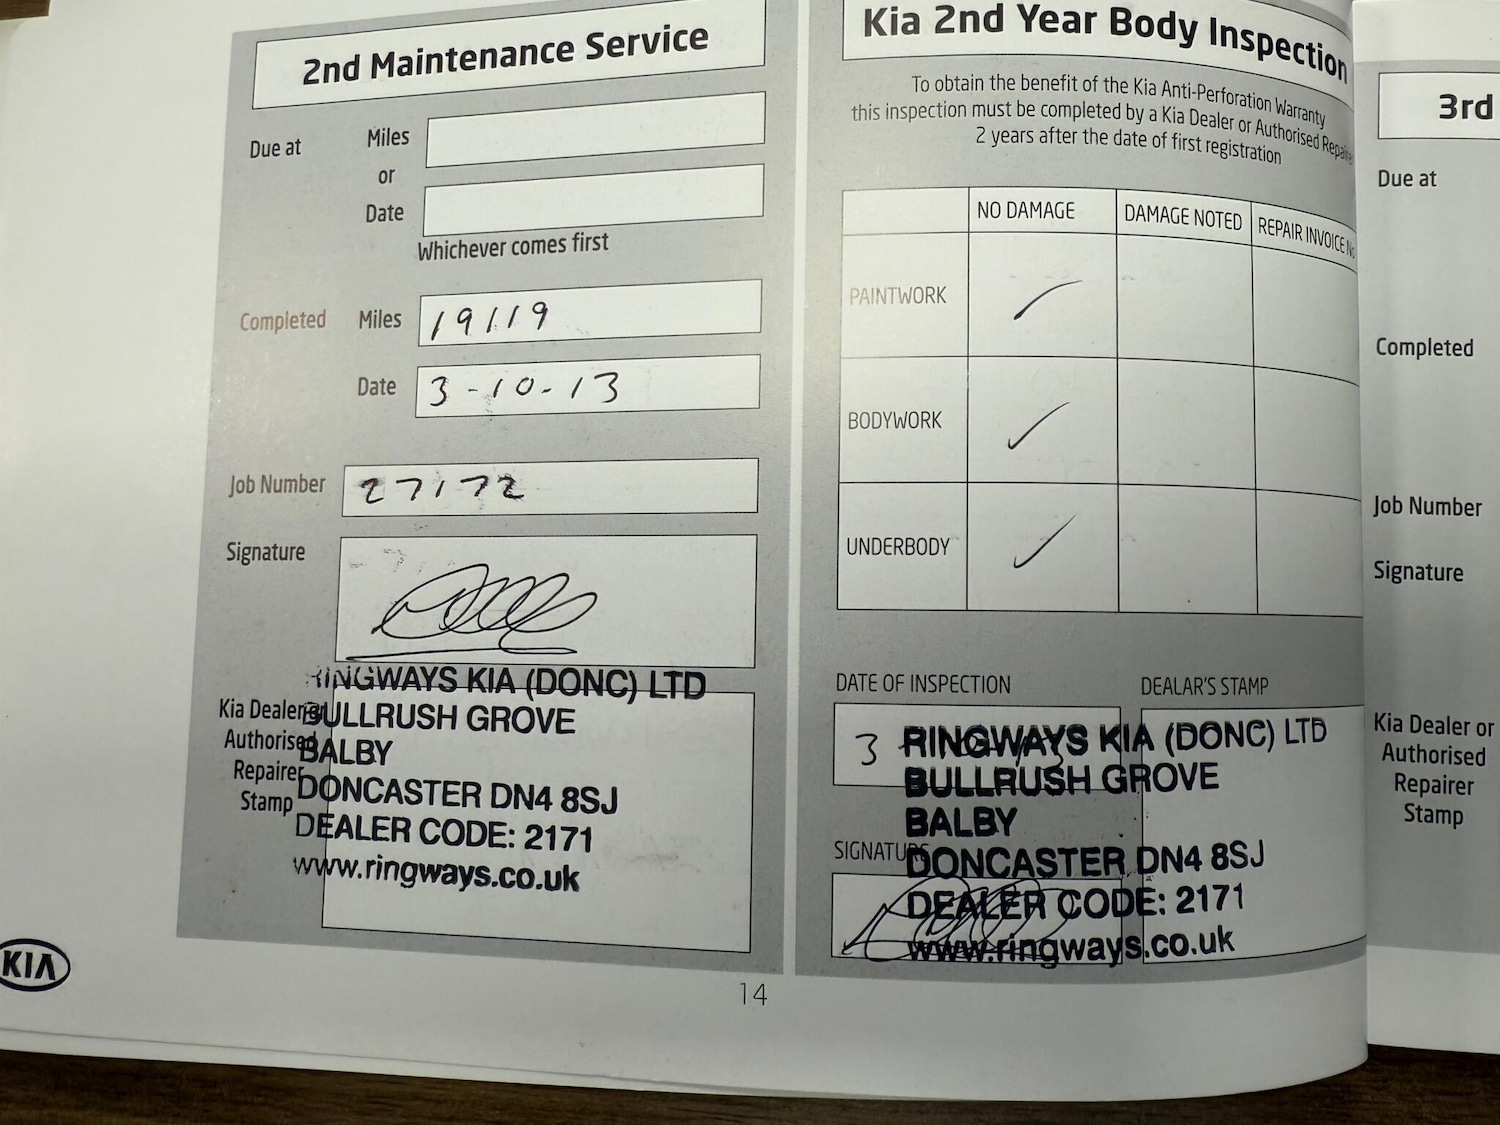 2nd Maintenance Service
Due at
Miles
or
Date
Whichever comes first
Completed
Miles
19119
Date
3-10-13
Job Number
27172
Signature
Kia Dealer or
Authorised
Repairer
Stamp
RINGWAYS KIA (DONC) LTD
BULLRUSH GROVE
BALBY
DONCASTER DN4 8SJ
DEALER CODE: 2171
www.ringways.co.uk
KIA
14
Kia 2nd Year Body Inspection
To obtain the benefit of the Kia Anti-Perforation Warranty
this inspection must be completed by a Kia Dealer or Authorised Repairer
2 years after the date of first registration
NO DAMAGE DAMAGE NOTED REPAIR INVOICE No
PAINTWORK
BODYWORK
UNDERBODY
DATE OF INSPECTION
DEALAR'S STAMP
3
SIGNATURE
RINGWAYS KIA (DONC) LTD
BULLRUSH GROVE
BALBY
DONCASTER DN4 8SJ
DEALER CODE: 2171
www.ringways.co.uk
3rd
Due at
Completed
Job Number
Signature
Kia Dealer or
Authorised
Repairer
Stamp